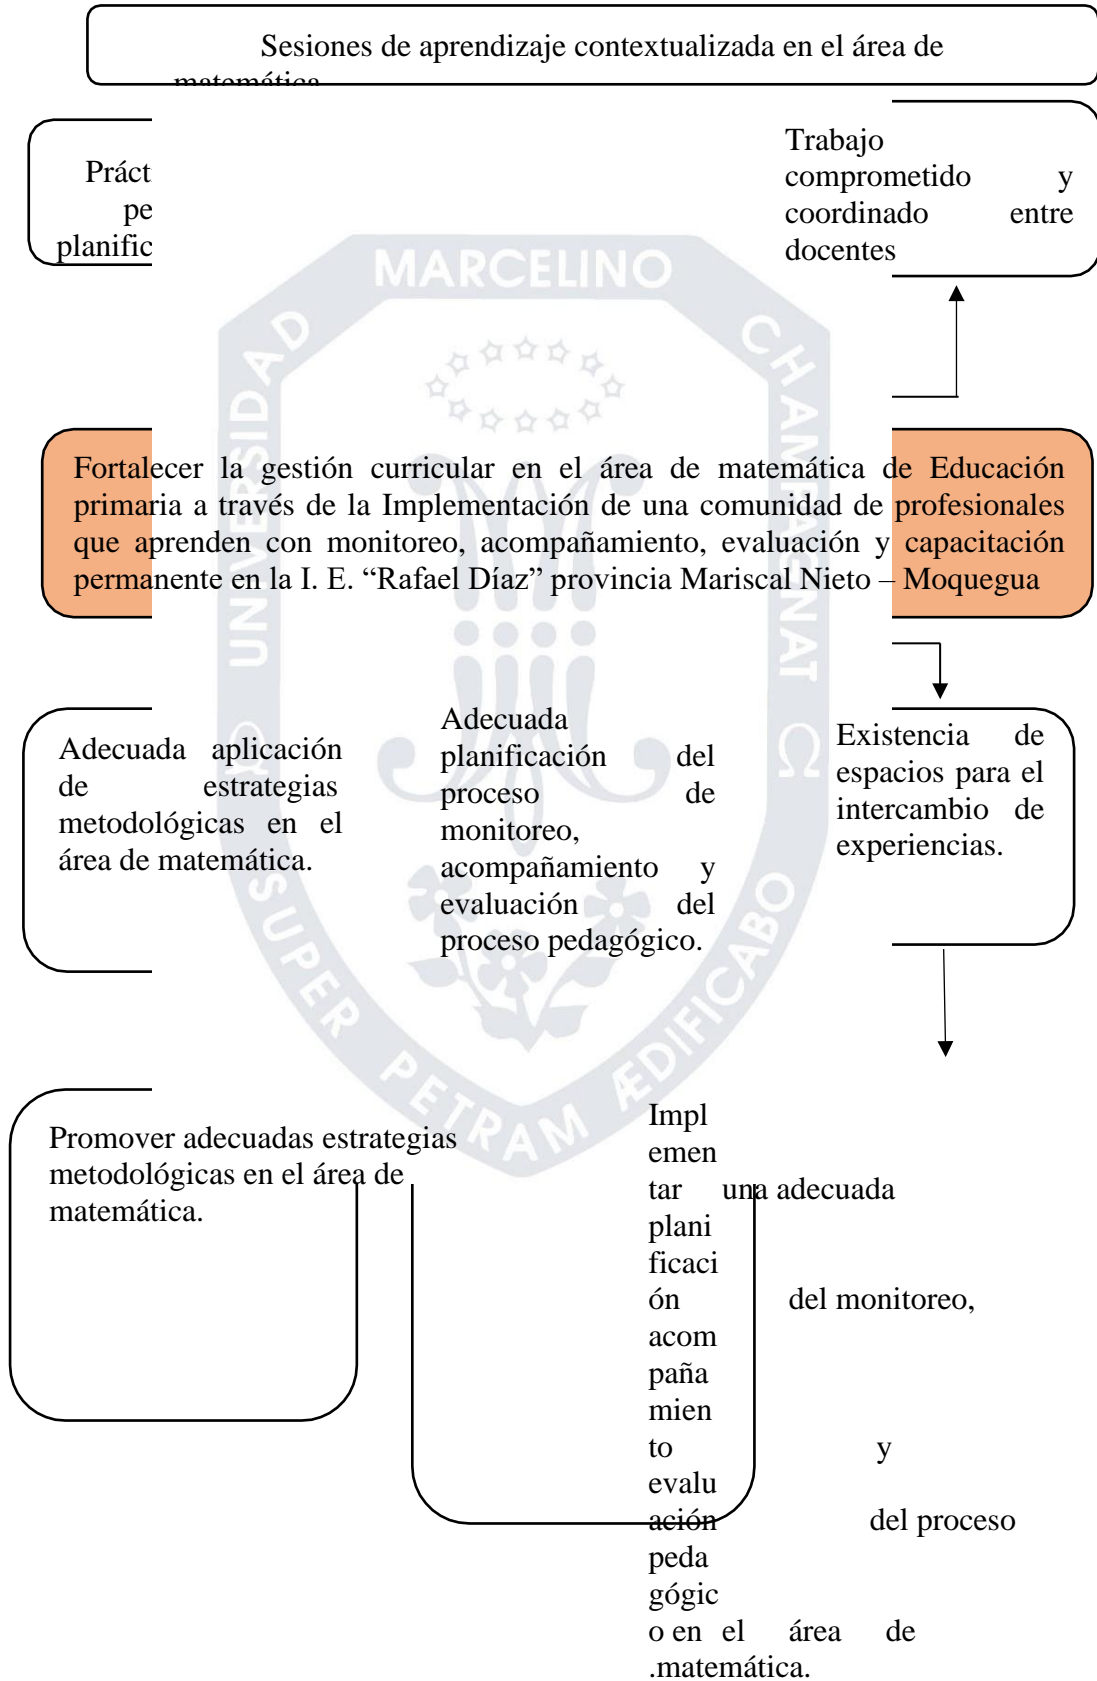 Sesiones de aprendizaje contextualizada en el área de
matemática
Práct
pe
planific
Trabajo
comprometido y
coordinado entre
docentes
UNIVERSIDAD MARCELINO CHAMPAGNAT
SUPER PETRAM ÆDIFICABO
Fortalecer la gestión curricular en el área de matemática de Educación
primaria a través de la Implementación de una comunidad de profesionales
que aprenden con monitoreo, acompañamiento, evaluación y capacitación
permanente en la I. E. “Rafael Díaz” provincia Mariscal Nieto – Moquegua
Adecuada aplicación
de estrategias
metodológicas en el
área de matemática.
Adecuada
planificación del
proceso de
monitoreo,
acompañamiento y
evaluación del
proceso pedagógico.
Existencia de
espacios para el
intercambio de
experiencias.
Promover adecuadas estrategias
metodológicas en el área de
matemática.
Impl
emen
tar una adecuada
plani
ficaci
ón del monitoreo,
acom
paña
mien
to y
evalu
ación del proceso
peda
gógic
o en el área de
.matemática.